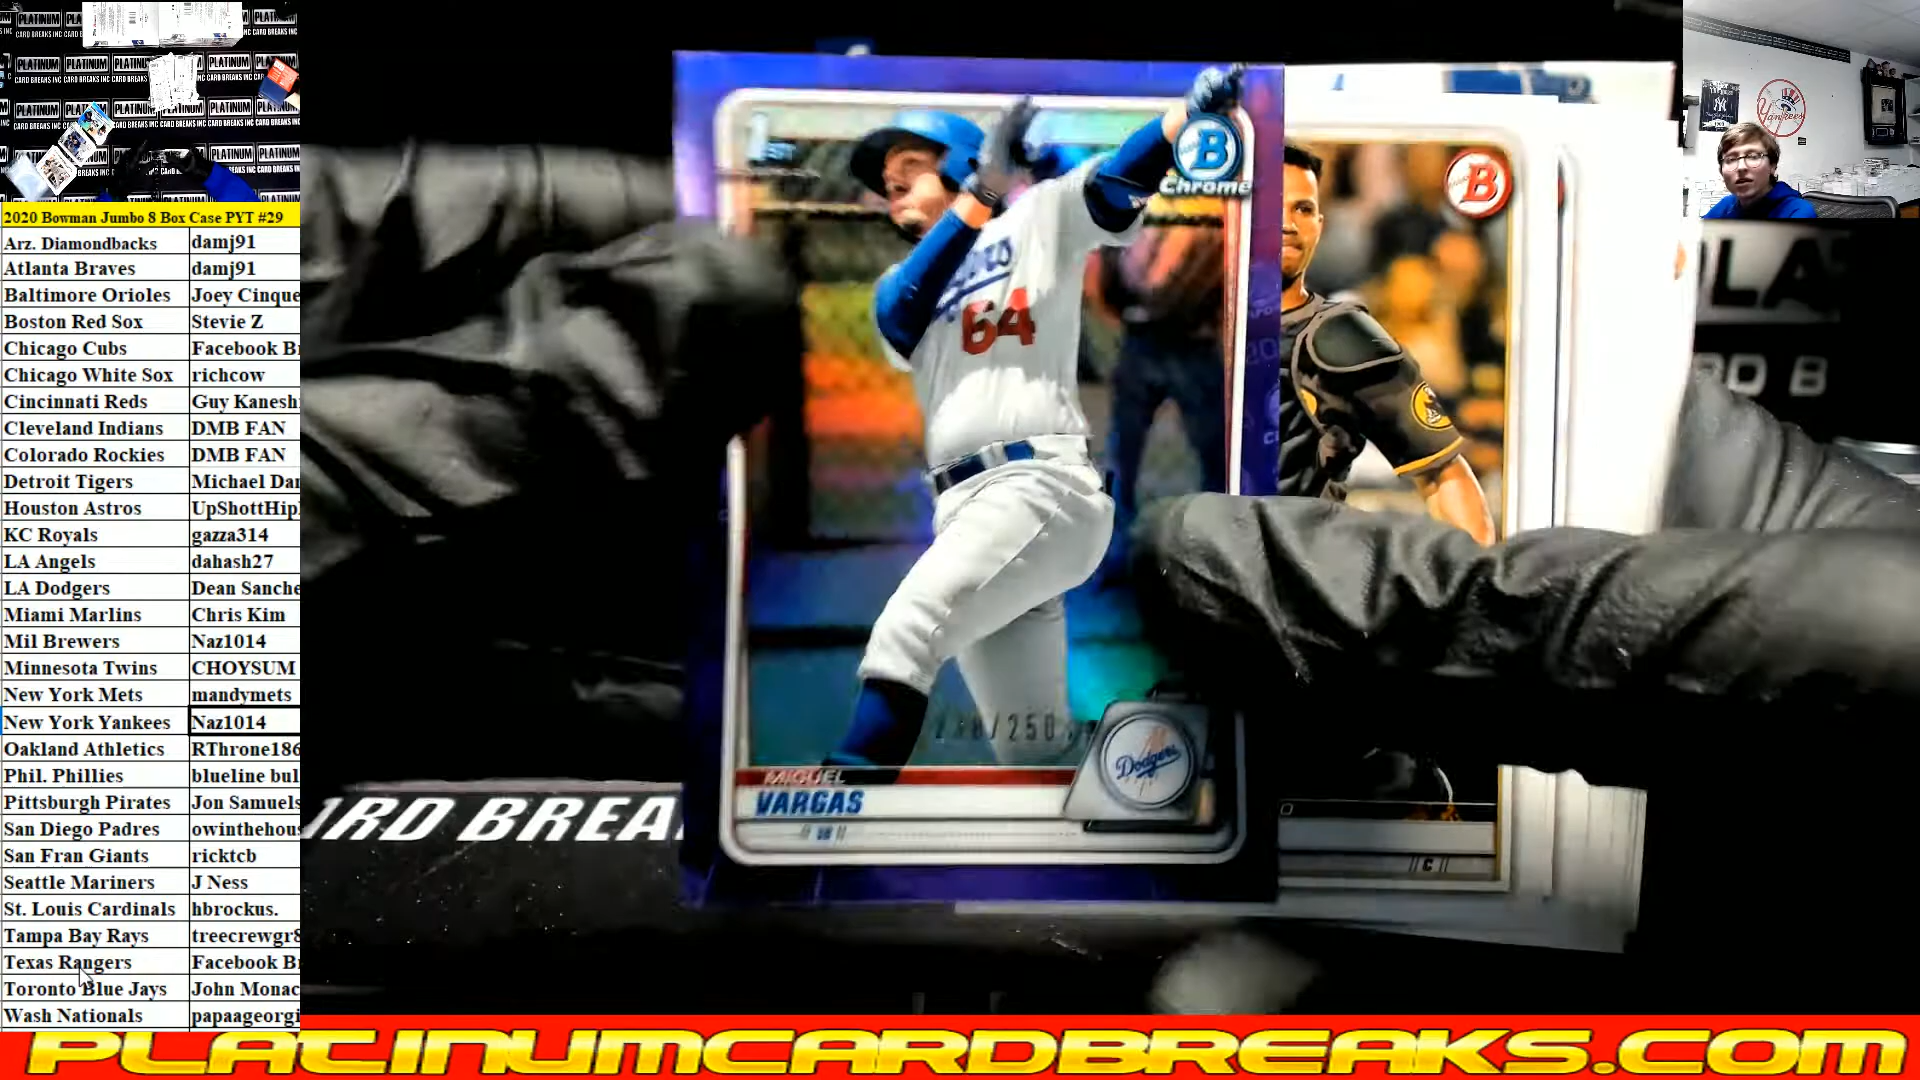 2020 Bowman Jumbo 8 Box Case PYT #29
Arz. Diamondbacks damj91
Atlanta Braves damj91
Baltimore Orioles Joey Cinque
Boston Red Sox Stevie Z
Chicago Cubs Facebook B
Chicago White Sox richcow
Cincinnati Reds Guy Kanesh
Cleveland Indians DMB FAN
Colorado Rockies DMB FAN
Detroit Tigers Michael Da
Houston Astros UpShottHip
KC Royals gazza314
LA Angels dahash27
LA Dodgers Dean Sanche
Miami Marlins Chris Kim
Mil Brewers Naz1014
Minnesota Twins CHOYSUM
New York Mets mandymets
New York Yankees Naz1014
Oakland Athletics RThrone186
Phil. Phillies blueline bul
Pittsburgh Pirates Jon Samuels
San Diego Padres owinthehous
San Fran Giants ricktcb
Seattle Mariners J Ness
St. Louis Cardinals hbrockus.
Tampa Bay Rays treecrewgr8
Texas Rangers Facebook B
Toronto Blue Jays John Monac
Wash Nationals papaageorgi
1ST
B
Chrome
64
/250
Dodgers
MIGUEL
VARGAS
B
C
ARD BREA
Yankees
PLATINUM
CARD BREAKS INC
PLATINUMCARDBREAKS.COM